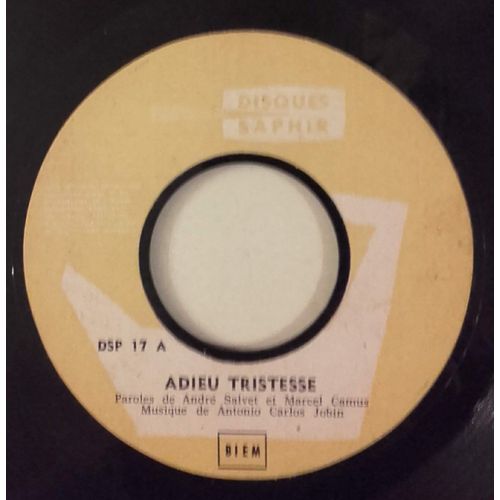 DISQUES
SAPHIR
DSP 17 A
ADIEU TRISTESSE
Paroles de André Salvet et Marcel Camus
Musique de Antonio Carlos Jobin
BIEM